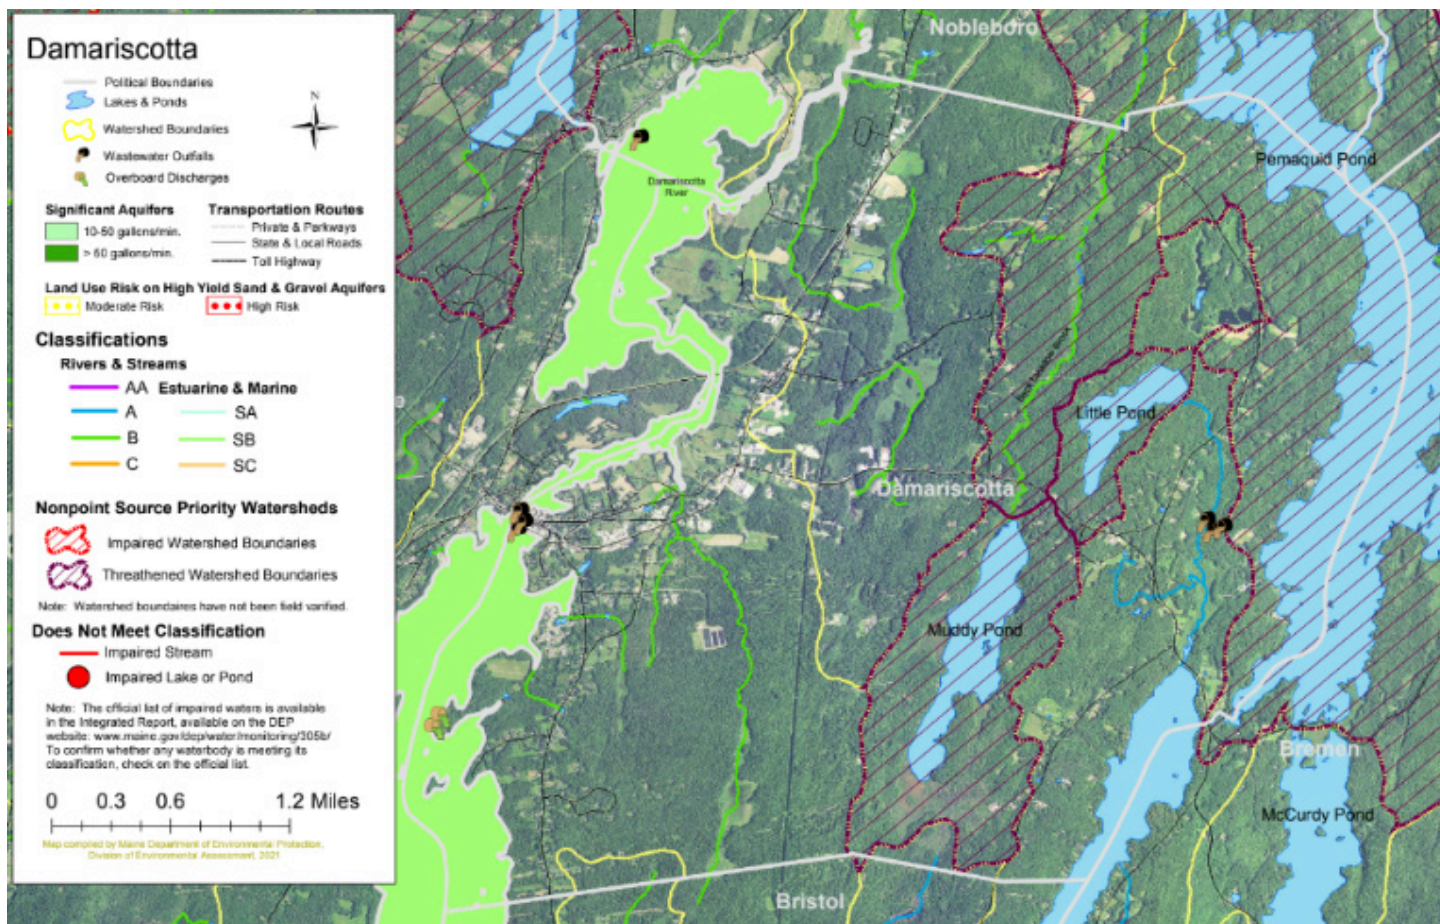 Damariscotta
Political Boundaries
Lakes & Ponds
Watershed Boundaries
Wastewater Outfalls
Overboard Discharges
N
Significant Aquifers
10-50 gallons/min.
> 50 gallons/min.
Transportation Routes
Private & Parkways
State & Local Roads
Toll Highway
Land Use Risk on High Yield Sand & Gravel Aquifers
Moderate Risk
High Risk
Classifications
Rivers & Streams
AA
A
B
C
Estuarine & Marine
SA
SB
SC
Nonpoint Source Priority Watersheds
Impaired Watershed Boundaries
Threathened Watershed Boundaries
Note: Watershed boundaires have not been field varified.
Does Not Meet Classification
Impaired Stream
Impaired Lake or Pond
Note: The official list of impaired waters is available
in the Integrated Report, available on the DEP
website: www.maine.gov/dep/water/monitoring/305b/
To confirm whether any waterbody is meeting its
classification, check on the official list.
0 0.3 0.6 1.2 Miles
Map compiled by Maine Department of Environmental Protection,
Division of Environmental Assessment, 2021
Nobleboro
Pemaquid Pond
Damariscotta
River
Little Pond
Damariscotta
Muddy Pond
Bremen
McCurdy Pond
Bristol